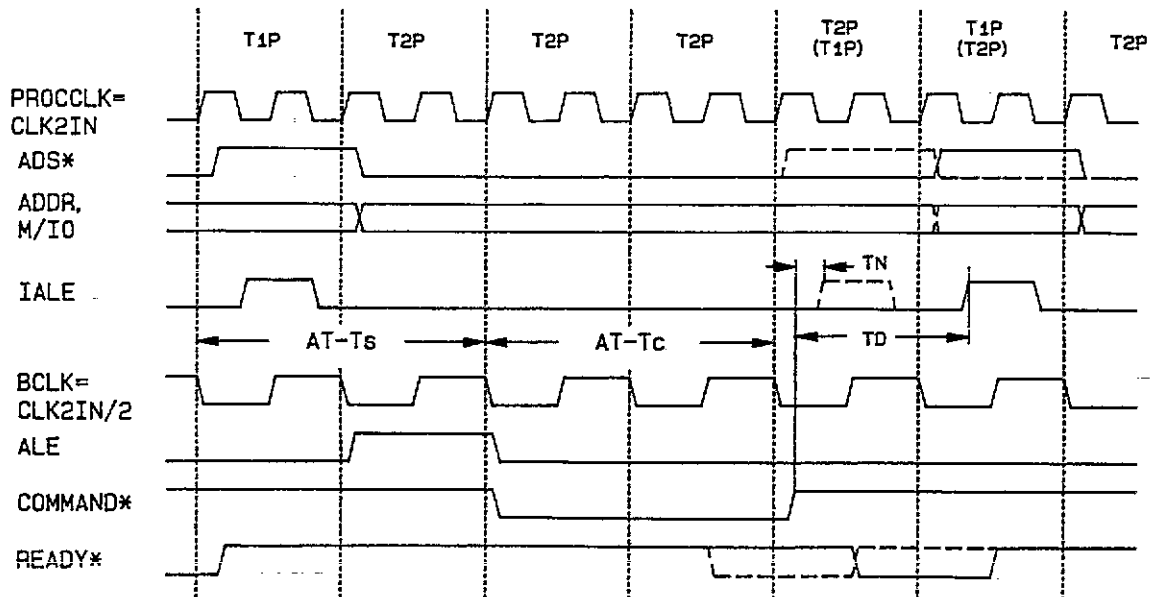 T1P T2P T2P T2P T2P T1P T2P
(T1P) (T2P)
PROCCLK=
CLK2IN
ADS*
ADDR,
M/IO
TN
IALE
AT-Ts AT-Tc TD
BCLK=
CLK2IN/2
ALE
COMMAND*
READY*